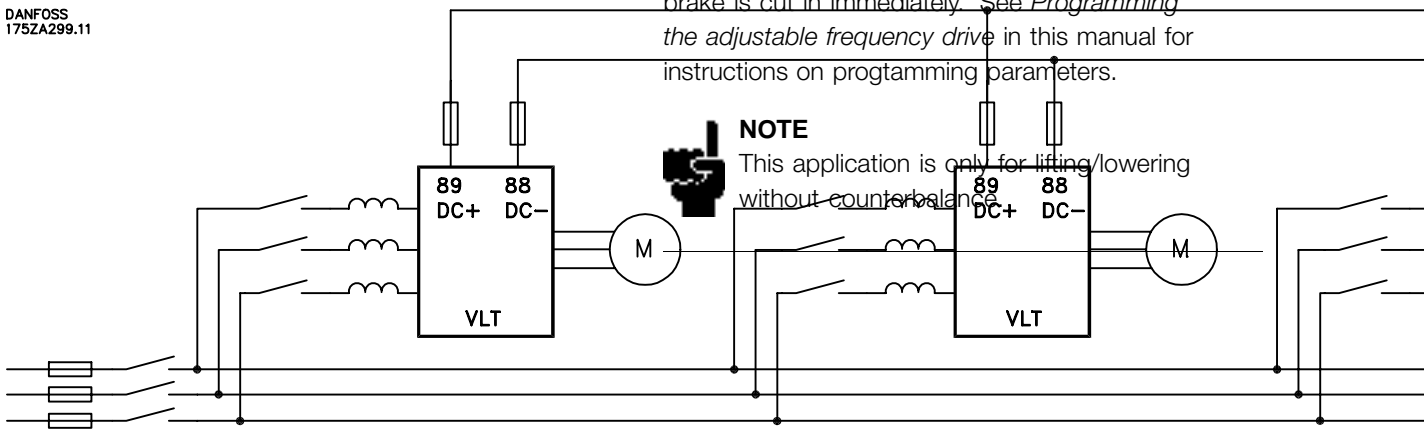 DANFOSS
175ZA299.11
brake is cut in immediately. See Programming
the adjustable frequency drive in this manual for
instructions on progtamming parameters.
NOTE
This application is only for lifting/lowering
without counterbalance.
89 88
DC+ DC-
M
VLT
89 88
DC+ DC-
M
VLT